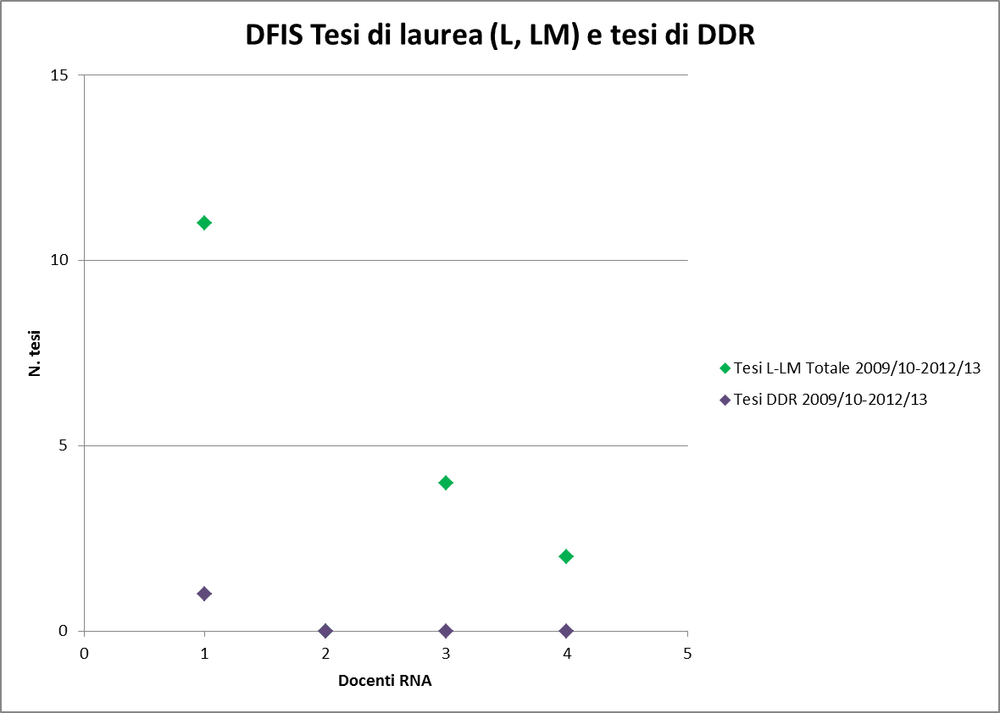 DFIS Tesi di laurea (L, LM) e tesi di DDR
15
10
5
0
N. tesi
0 1 2 3 4 5
Docenti RNA
Tesi L-LM Totale 2009/10-2012/13
Tesi DDR 2009/10-2012/13